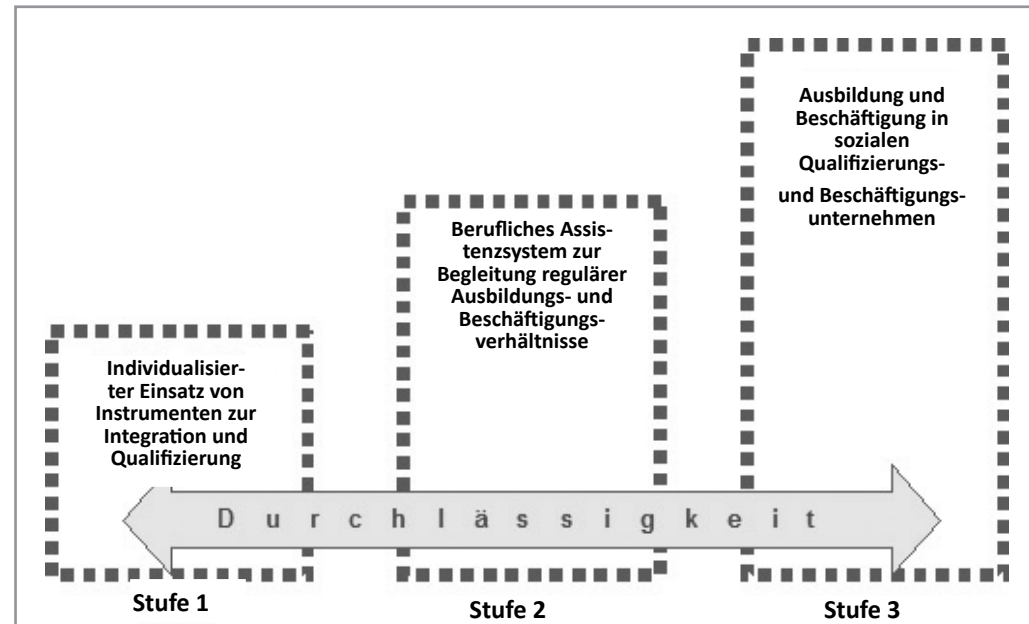 Individualisier-
ter Einsatz von
Instrumenten zur
Integration und
Qualifizierung
Stufe 1
Berufliches Assis-
tenzsystem zur
Begleitung regulärer
Ausbildungs- und
Beschäftigungs-
verhältnisse
Stufe 2
Ausbildung und
Beschäftigung in
sozialen
Qualifizierungs-
und Beschäftigungs-
unternehmen
Stufe 3
Durchlässigkeit